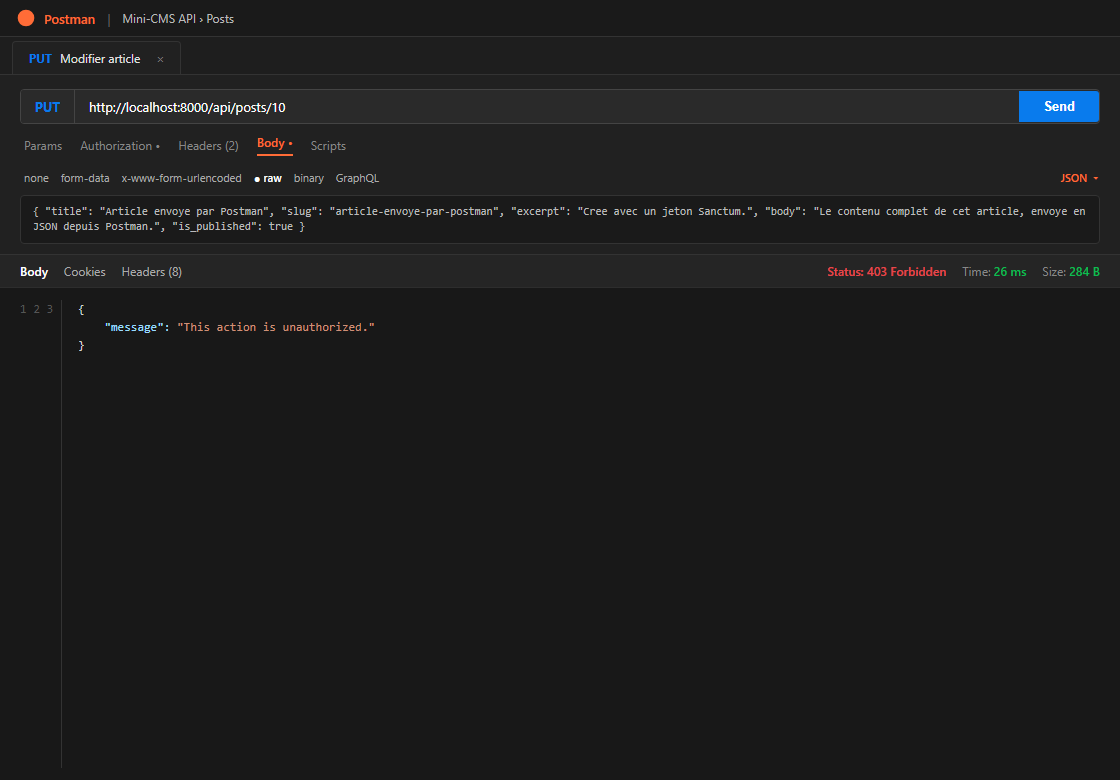 Postman | Mini-CMS API › Posts
PUT Modifier article ×
PUT http://localhost:8000/api/posts/10 Send
Params Authorization • Headers (2) Body • Scripts
none form-data x-www-form-urlencoded ● raw binary GraphQL JSON
{ "title": "Article envoye par Postman", "slug": "article-envoye-par-postman", "excerpt": "Cree avec un jeton Sanctum.", "body": "Le contenu complet de cet article, envoye en
JSON depuis Postman.", "is_published": true }
Body Cookies Headers (8) Status: 403 Forbidden Time: 26 ms Size: 284 B
1 2 3 {
"message": "This action is unauthorized."
}